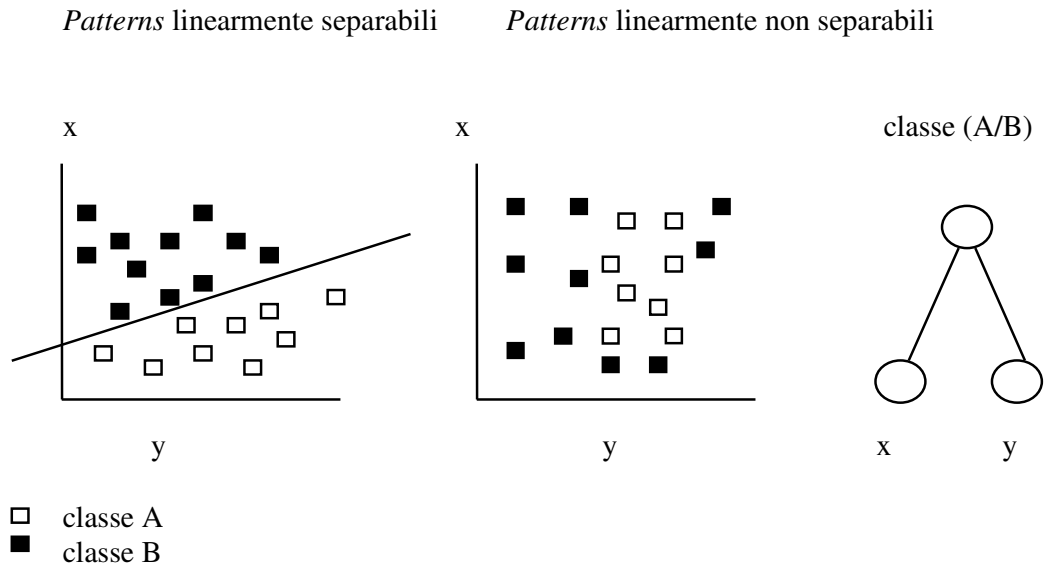 Patterns linearmente separabili
Patterns linearmente non separabili
x
x
classe (A/B)
y
y
x
y
classe A
classe B